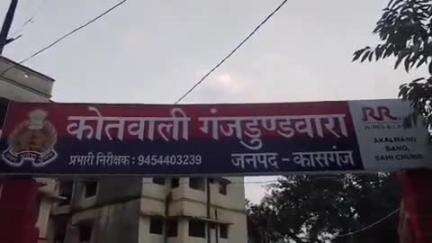 कोतवाली गंजडुण्डवारा
प्रभारी निरीक्षक : 9454403239
जनपद - कासगंज
RR